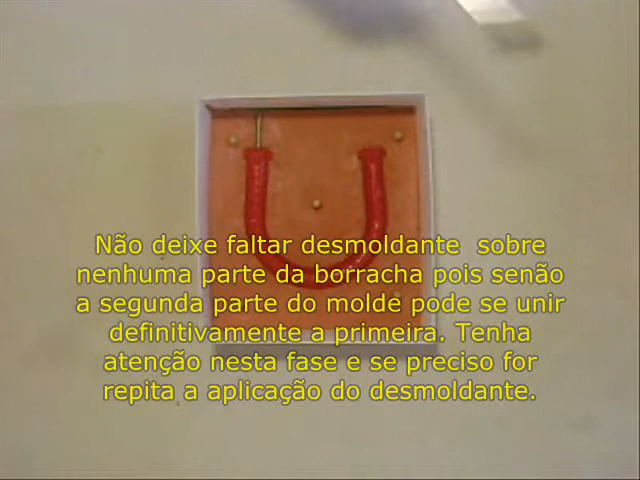 Não deixe faltar desmoldante  sobre
nenhuma parte da borracha pois senão
a segunda parte do molde pode se unir
definitivamente a primeira. Tenha
atenção nesta fase e se preciso for
repita a aplicação do desmoldante.